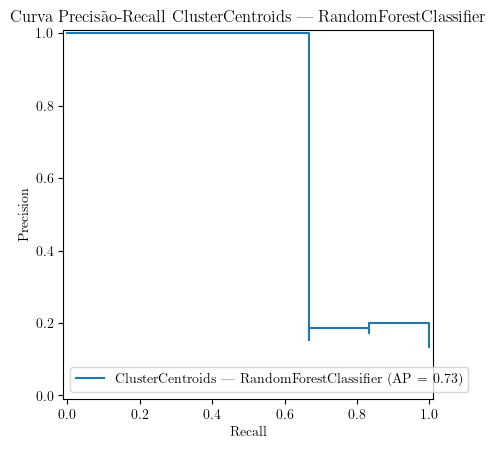 Curva Precisão-Recall ClusterCentroids — RandomForestClassifier
1.0
0.8
0.6
0.4
0.2
0.0
Precision
ClusterCentroids — RandomForestClassifier (AP = 0.73)
0.0 0.2 0.4 0.6 0.8 1.0
Recall